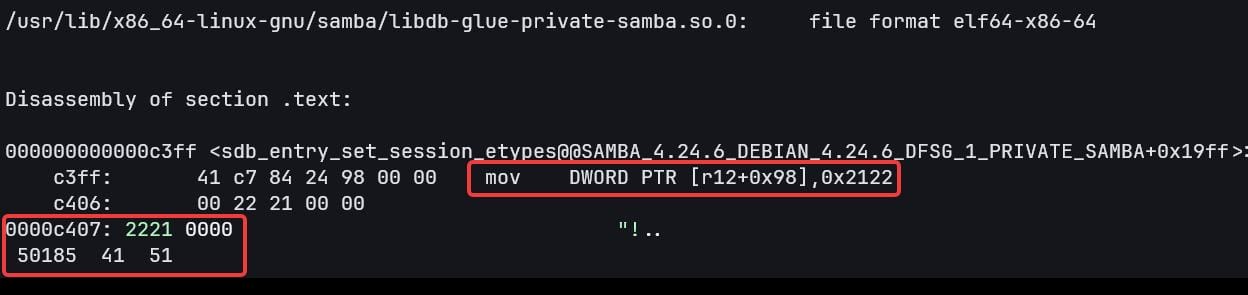 /usr/lib/x86_64-linux-gnu/samba/libdb-glue-private-samba.so.0:     file format elf64-x86-64
Disassembly of section .text:
000000000000c3ff <sdb_entry_set_session_etypes@@SAMBA_4.24.6_DEBIAN_4.24.6_DFSG_1_PRIVATE_SAMBA+0x19ff>:
    c3ff:       41 c7 84 24 98 00 00    mov    DWORD PTR [r12+0x98],0x2122
    c406:       00 22 21 00 00
0000c407: 2221 0000                                "!..
 50185  41  51